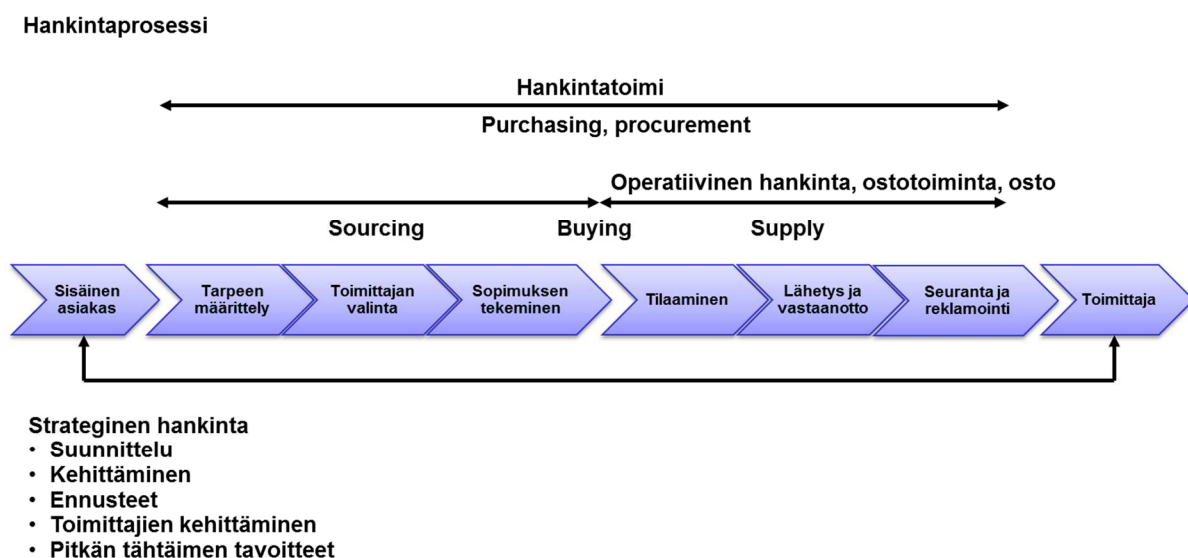 Hankintaprosessi
Hankintatoimi
Purchasing, procurement
Operatiivinen hankinta, ostotoiminta, osto
Sourcing
Buying
Supply
Sisäinen
asiakas
Tarpeen
määrittely
Toimittajan
valinta
Sopimuksen
tekeminen
Tilaaminen
Lähetys ja
vastaanotto
Seuranta ja
reklamointi
Toimittaja
Strateginen hankinta
• Suunnittelu
• Kehittäminen
• Ennusteet
• Toimittajien kehittäminen
• Pitkän tähtäimen tavoitteet